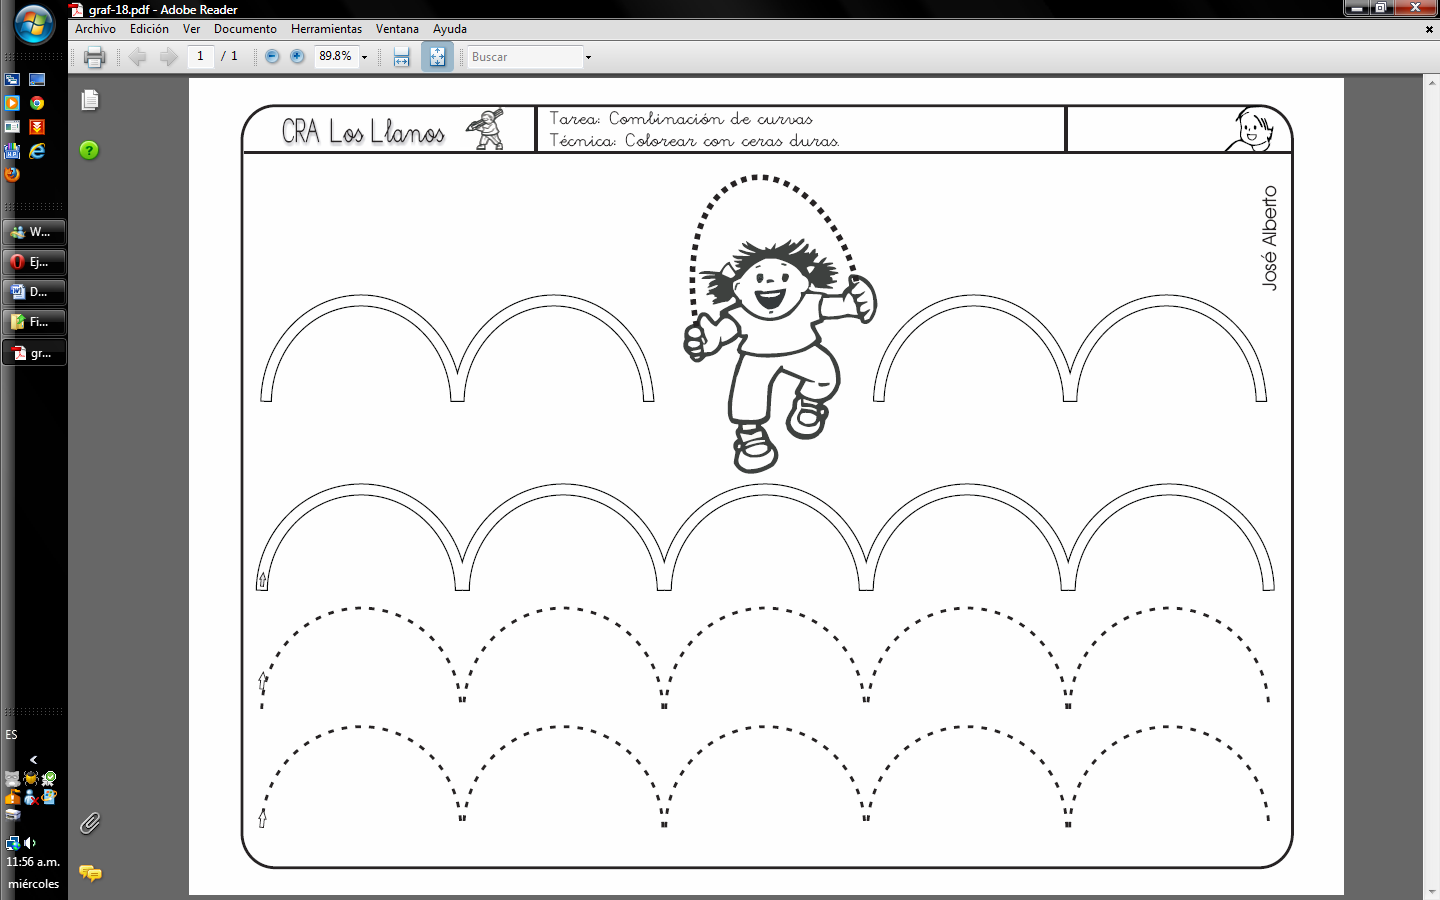 graf-18.pdf - Adobe Reader
Archivo Edición Ver Documento Herramientas Ventana Ayuda
1 / 1 89.8% Buscar
CRA Los Llanos
Tarea: Combinación de curvas
Técnica: Colorear con ceras duras.
José Alberto
W...
Ej...
D...
Fi...
gr...
ES
11:56 a.m.
miércoles